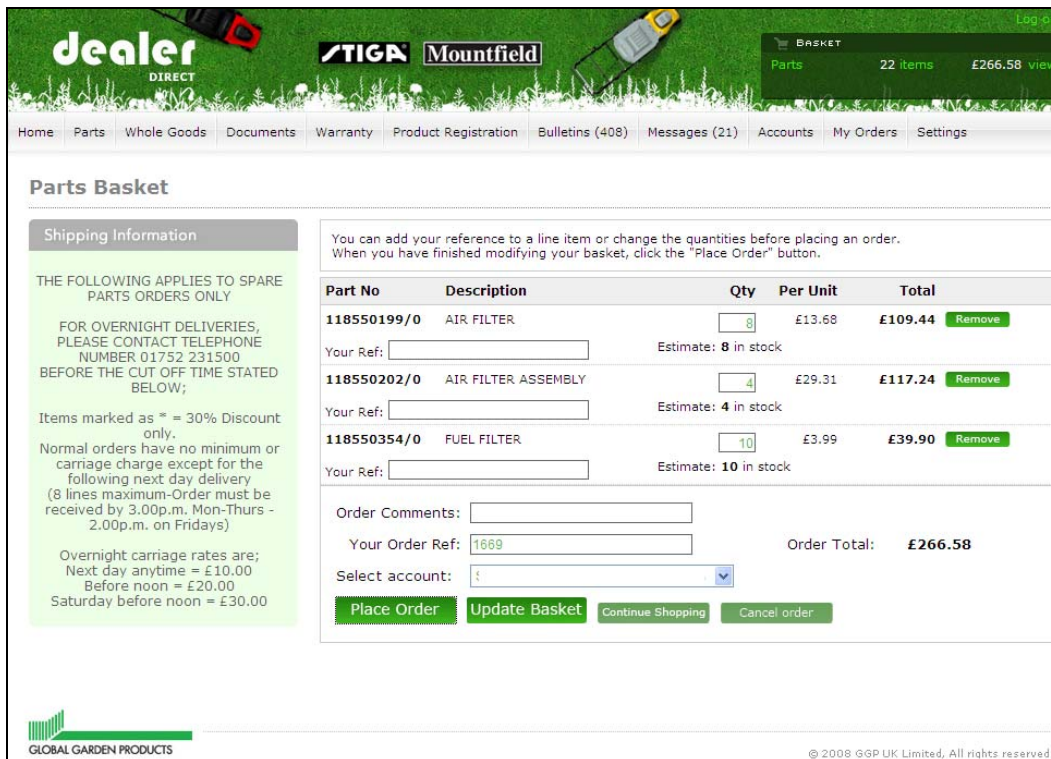 Log-o
dealer
DIRECT
STIGA Mountfield
BASKET
Parts 22 items £266.58 view
Home Parts Whole Goods Documents Warranty Product Registration Bulletins (408) Messages (21) Accounts My Orders Settings
Parts Basket
Shipping Information
THE FOLLOWING APPLIES TO SPARE
PARTS ORDERS ONLY
FOR OVERNIGHT DELIVERIES,
PLEASE CONTACT TELEPHONE
NUMBER 01752 231500
BEFORE THE CUT OFF TIME STATED
BELOW;
Items marked as * = 30% Discount
only.
Normal orders have no minimum or
carriage charge except for the
following next day delivery
(8 lines maximum-Order must be
received by 3.00p.m. Mon-Thurs -
2.00p.m. on Fridays)
Overnight carriage rates are;
Next day anytime = £10.00
Before noon = £20.00
Saturday before noon = £30.00
You can add your reference to a line item or change the quantities before placing an order.
When you have finished modifying your basket, click the "Place Order" button.
Part No Description Qty Per Unit Total
118550199/0 AIR FILTER 8 £13.68 £109.44 Remove
Your Ref: Estimate: 8 in stock
118550202/0 AIR FILTER ASSEMBLY 4 £29.31 £117.24 Remove
Your Ref: Estimate: 4 in stock
118550354/0 FUEL FILTER 10 £3.99 £39.90 Remove
Your Ref: Estimate: 10 in stock
Order Comments:
Your Order Ref: 1669 Order Total: £266.58
Select account:
Place Order Update Basket Continue Shopping Cancel order
GLOBAL GARDEN PRODUCTS
© 2008 GGP UK Limited, All rights reserved